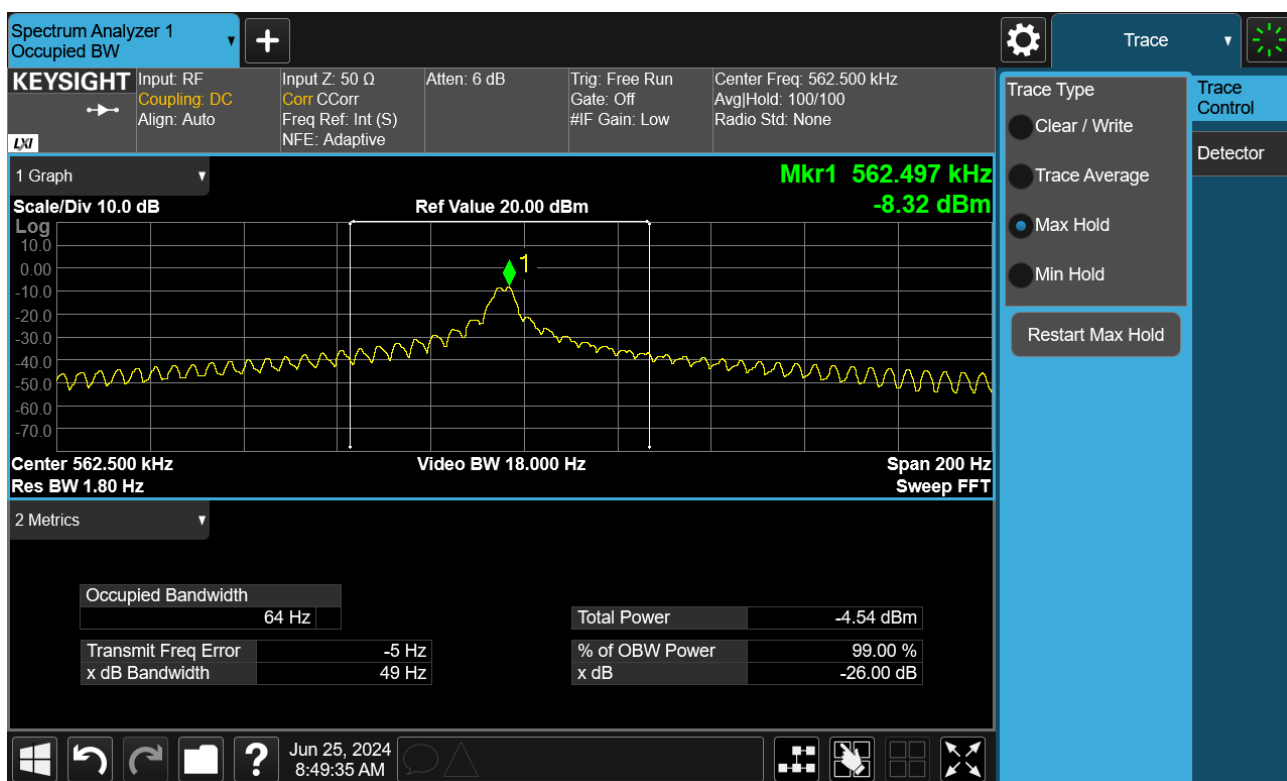 Spectrum Analyzer 1
Occupied BW
Trace
KEYSIGHT
LXI
Input: RF
Coupling: DC
Align: Auto
Input Z: 50 Ω
Corr CCorr
Freq Ref: Int (S)
NFE: Adaptive
Atten: 6 dB
Trig: Free Run
Gate: Off
#IF Gain: Low
Center Freq: 562.500 kHz
Avg|Hold: 100/100
Radio Std: None
1 Graph
Mkr1 562.497 kHz
-8.32 dBm
Scale/Div 10.0 dB
Ref Value 20.00 dBm
Log
10.0
0.00
-10.0
-20.0
-30.0
-40.0
-50.0
-60.0
-70.0
1
Center 562.500 kHz
Video BW 18.000 Hz
Span 200 Hz
Res BW 1.80 Hz
Sweep FFT
2 Metrics
Occupied Bandwidth
64 Hz
Total Power -4.54 dBm
Transmit Freq Error -5 Hz
% of OBW Power 99.00 %
x dB Bandwidth 49 Hz
x dB -26.00 dB
Trace Type
Clear / Write
Trace Average
Max Hold
Min Hold
Restart Max Hold
Trace
Control
Detector
?
Jun 25, 2024
8:49:35 AM